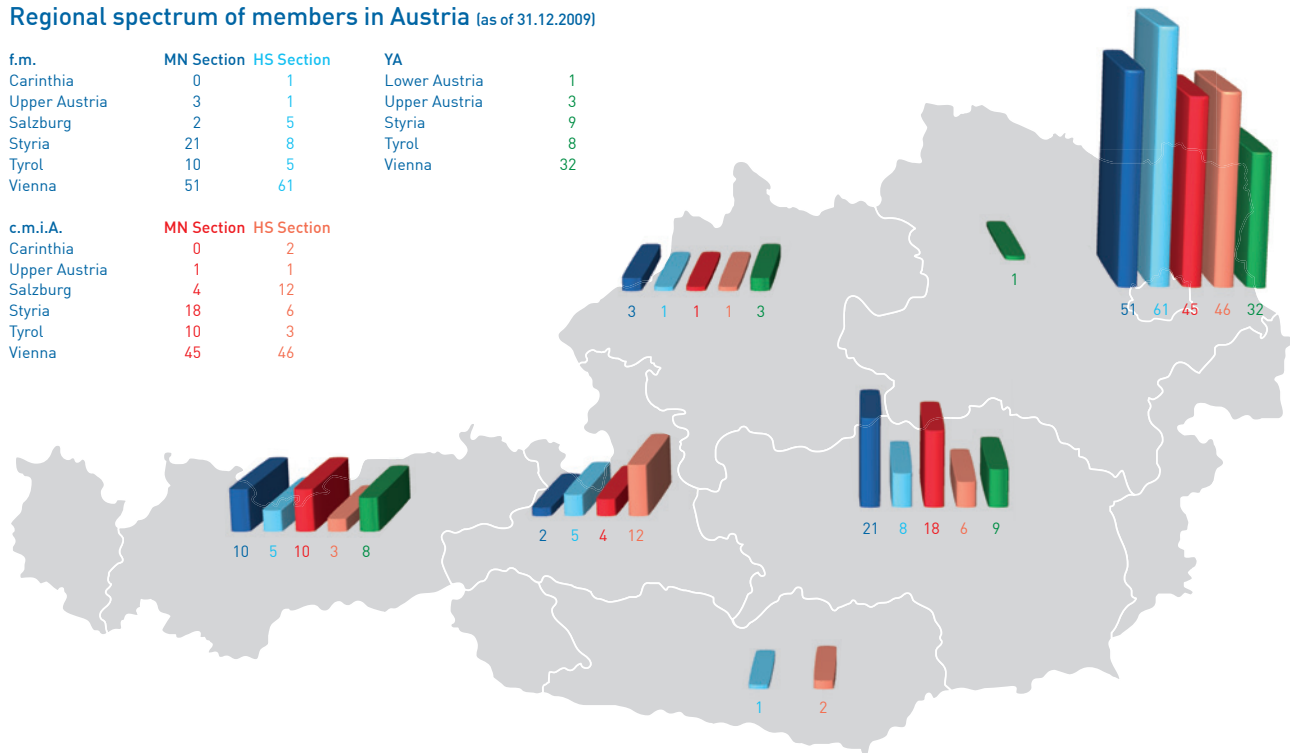 Regional spectrum of members in Austria (as of 31.12.2009)
f.m. MN Section HS Section
Carinthia 0 1
Upper Austria 3 1
Salzburg 2 5
Styria 21 8
Tyrol 10 5
Vienna 51 61
YA
Lower Austria 1
Upper Austria 3
Styria 9
Tyrol 8
Vienna 32
c.m.i.A. MN Section HS Section
Carinthia 0 2
Upper Austria 1 1
Salzburg 4 12
Styria 18 6
Tyrol 10 3
Vienna 45 46
1
51 61 45 46 32
3 1 1 1 3
21 8 18 6 9
2 5 4 12
10 5 10 3 8
1 2